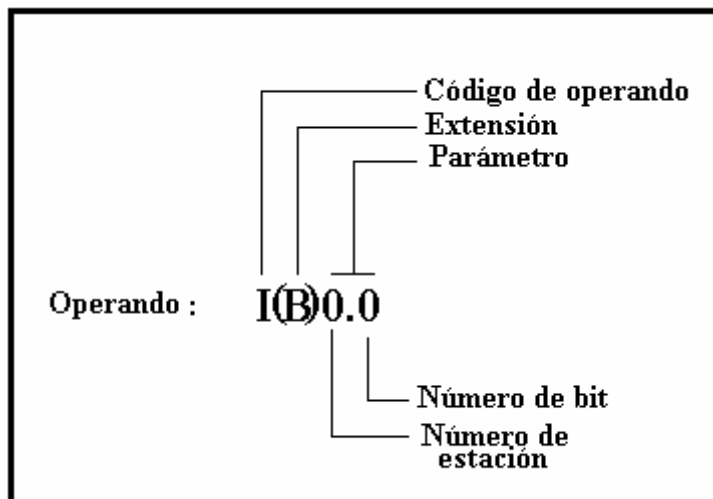 Código de operando
Extensión
Parámetro
Operando : I(B)0.0
Número de bit
Número de
estación